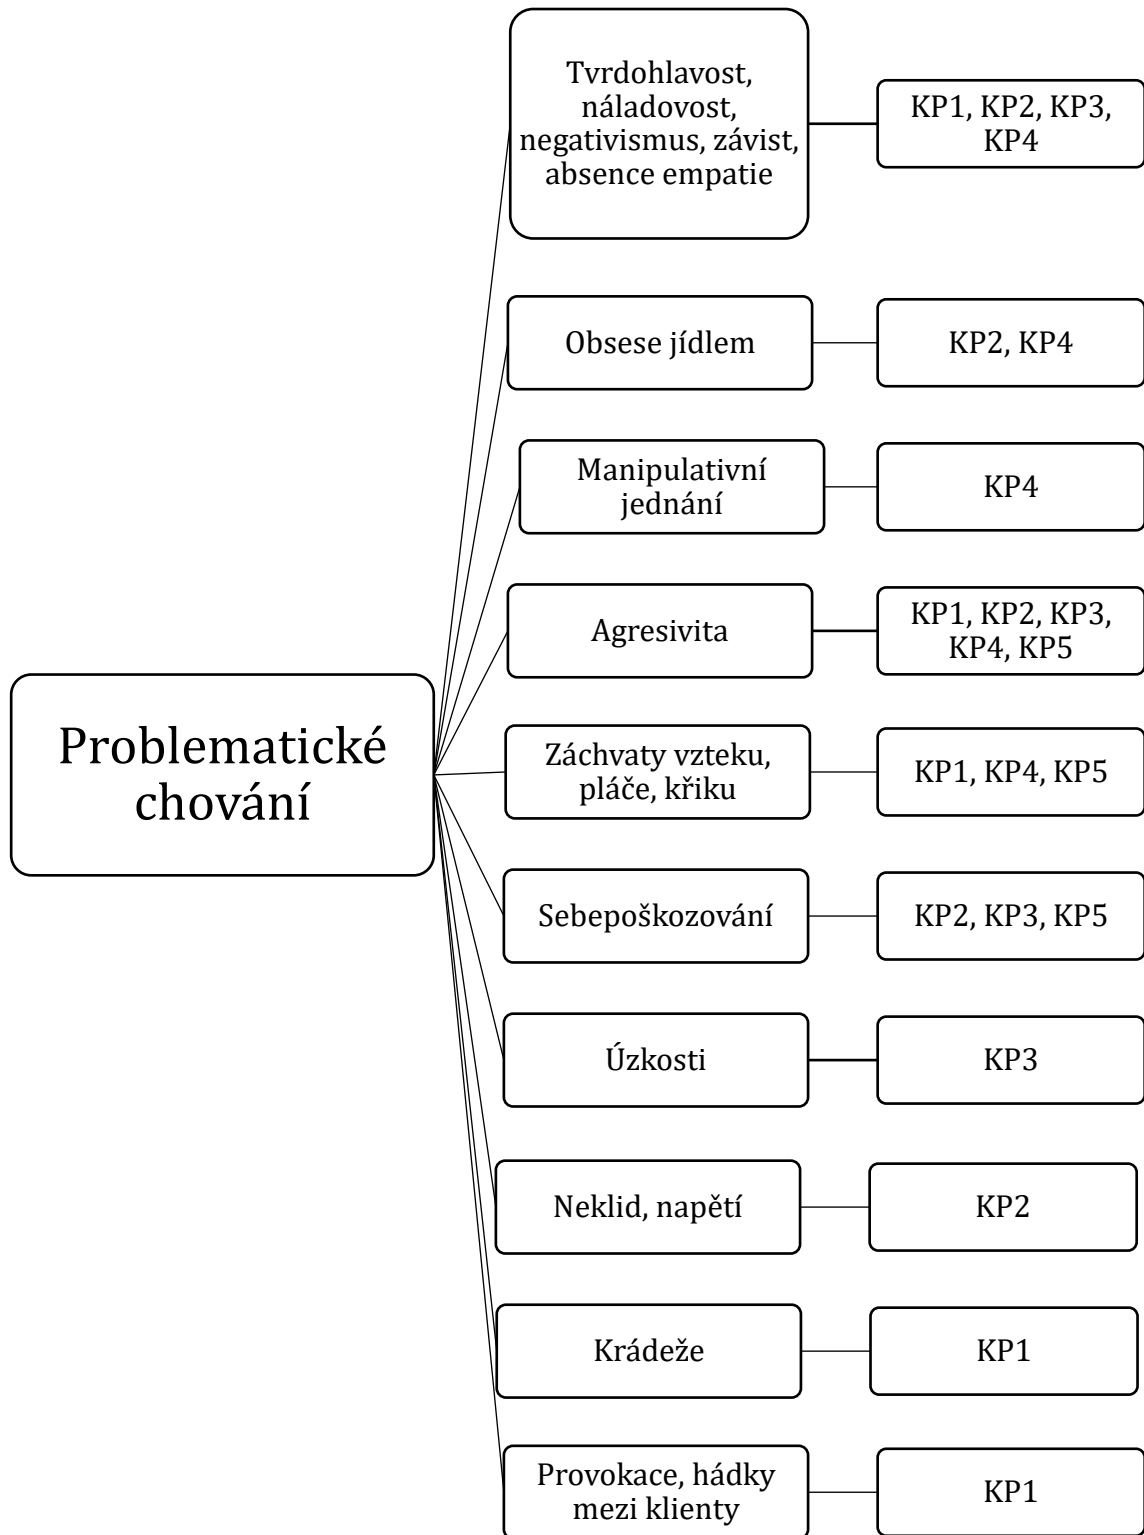 Tvrdohlavost,
náladovost,
negativismus, závist,
absence empatie
KP1, KP2, KP3,
KP4
Obsese jídlem
KP2, KP4
Manipulativní
jednání
KP4
Agresivita
KP1, KP2, KP3,
KP4, KP5
Problematické
chování
Záchvaty vzteku,
pláče, křiku
KP1, KP4, KP5
Sebepoškozování
KP2, KP3, KP5
Úzkosti
KP3
Neklid, napětí
KP2
Krádeže
KP1
Provokace, hádky
mezi klienty
KP1